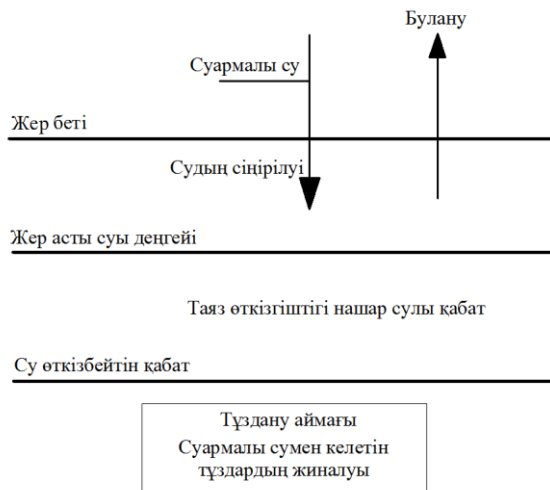 Булану
Суармалы су
Жер беті
Судың сіңірілуі
Жер асты суы деңгейі
Таяз өткізгіштігі нашар сулы қабат
Су өткізбейтін қабат
Тұздану аймағы
Суармалы сумен келетін
тұздардың жиналуы